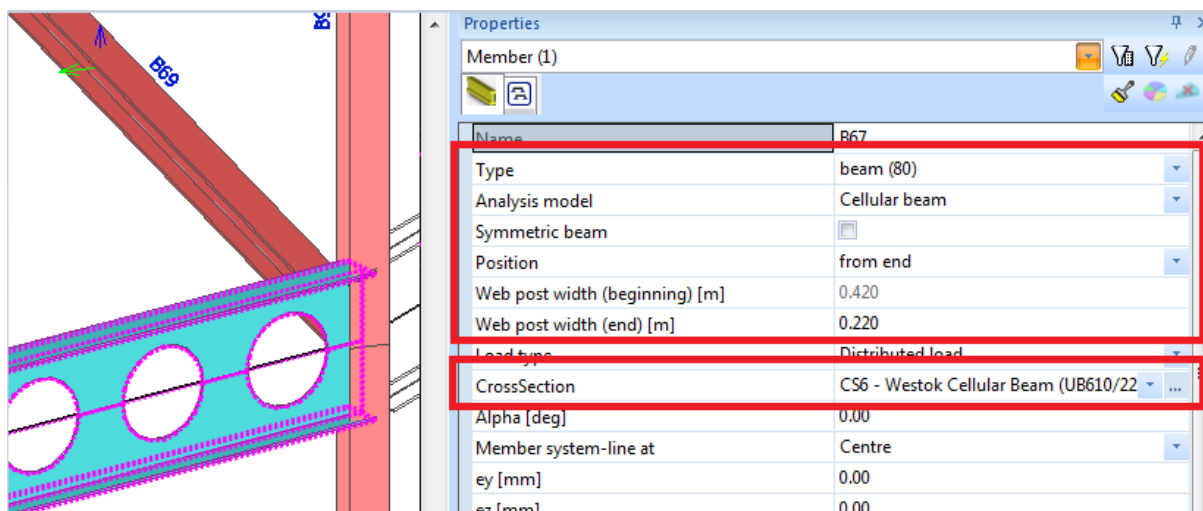 Properties
Member (1)
B69
Name B67
Type beam (80)
Analysis model Cellular beam
Symmetric beam
Position from end
Web post width (beginning) [m] 0.420
Web post width (end) [m] 0.220
Load type Distributed load
CrossSection CS6 - Westok Cellular Beam (UB610/22 ...
Alpha [deg] 0.00
Member system-line at Centre
ey [mm] 0.00
ez [mm] 0.00